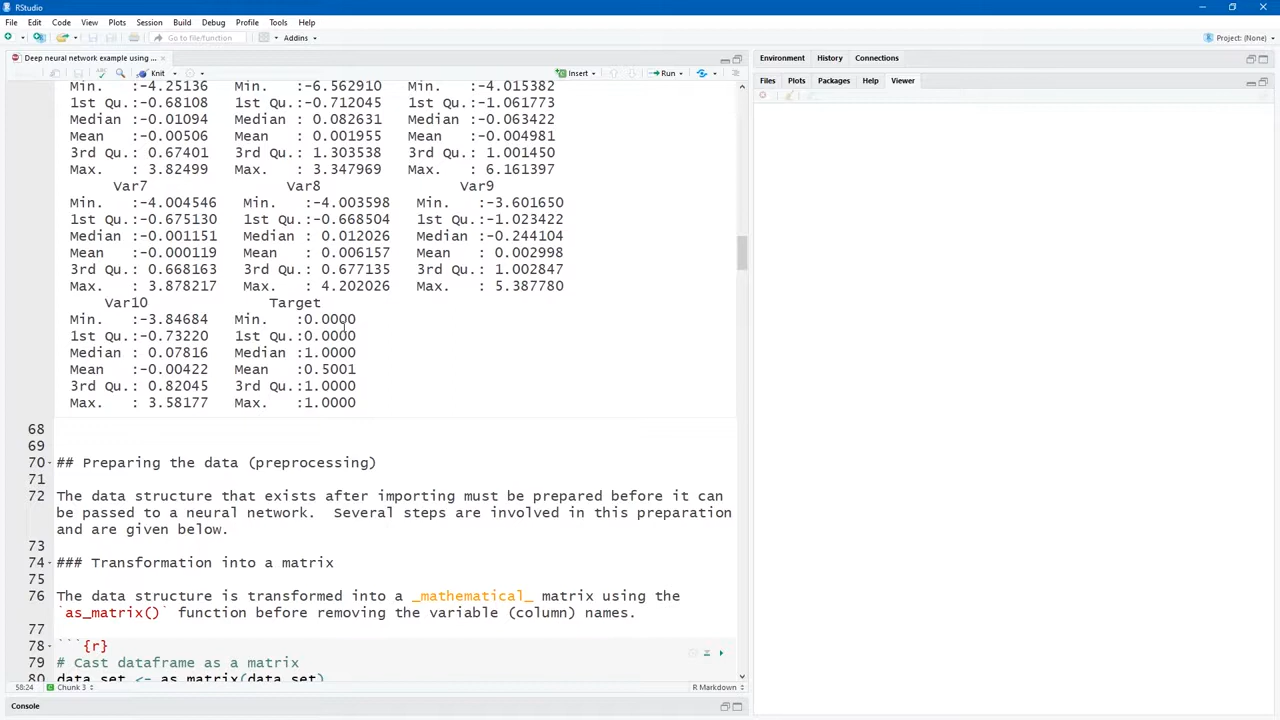 RStudio
File Edit Code View Plots Session Build Debug Profile Tools Help
Go to file/function Addins Project: (None)
Deep neural network example using ... Environment History Connections
Knit Insert Run Files Plots Packages Help Viewer
Min. :-4.25136 Min. :-6.562910 Min. :-4.015382
1st Qu.:-0.68108 1st Qu.:-0.712045 1st Qu.:-1.061773
Median :-0.01094 Median : 0.082631 Median :-0.063422
Mean :-0.00506 Mean : 0.001955 Mean :-0.004981
3rd Qu.: 0.67401 3rd Qu.: 1.303538 3rd Qu.: 1.001450
Max. : 3.82499 Max. : 3.347969 Max. : 6.161397
Var7 Var8 Var9
Min. :-4.004546 Min. :-4.003598 Min. :-3.601650
1st Qu.:-0.675130 1st Qu.:-0.668504 1st Qu.:-1.023422
Median :-0.001151 Median : 0.012026 Median :-0.244104
Mean :-0.000119 Mean : 0.006157 Mean : 0.002998
3rd Qu.: 0.668163 3rd Qu.: 0.677135 3rd Qu.: 1.002847
Max. : 3.878217 Max. : 4.202026 Max. : 5.387780
Var10 Target
Min. :-3.84684 Min. :0.0000
1st Qu.:-0.73220 1st Qu.:0.0000
Median : 0.07816 Median :1.0000
Mean :-0.00422 Mean :0.5001
3rd Qu.: 0.82045 3rd Qu.:1.0000
Max. : 3.58177 Max. :1.0000
68
69
70 ## Preparing the data (preprocessing)
71
72 The data structure that exists after importing must be prepared before it can
be passed to a neural network. Several steps are involved in this preparation
and are given below.
73
74 ### Transformation into a matrix
75
76 The data structure is transformed into a _mathematical_ matrix using the
`as_matrix()` function before removing the variable (column) names.
77
78 ```{r}
79 # Cast dataframe as a matrix
80 data_set <- as_matrix(data_set)
58:24 Chunk 3 R Markdown
Console